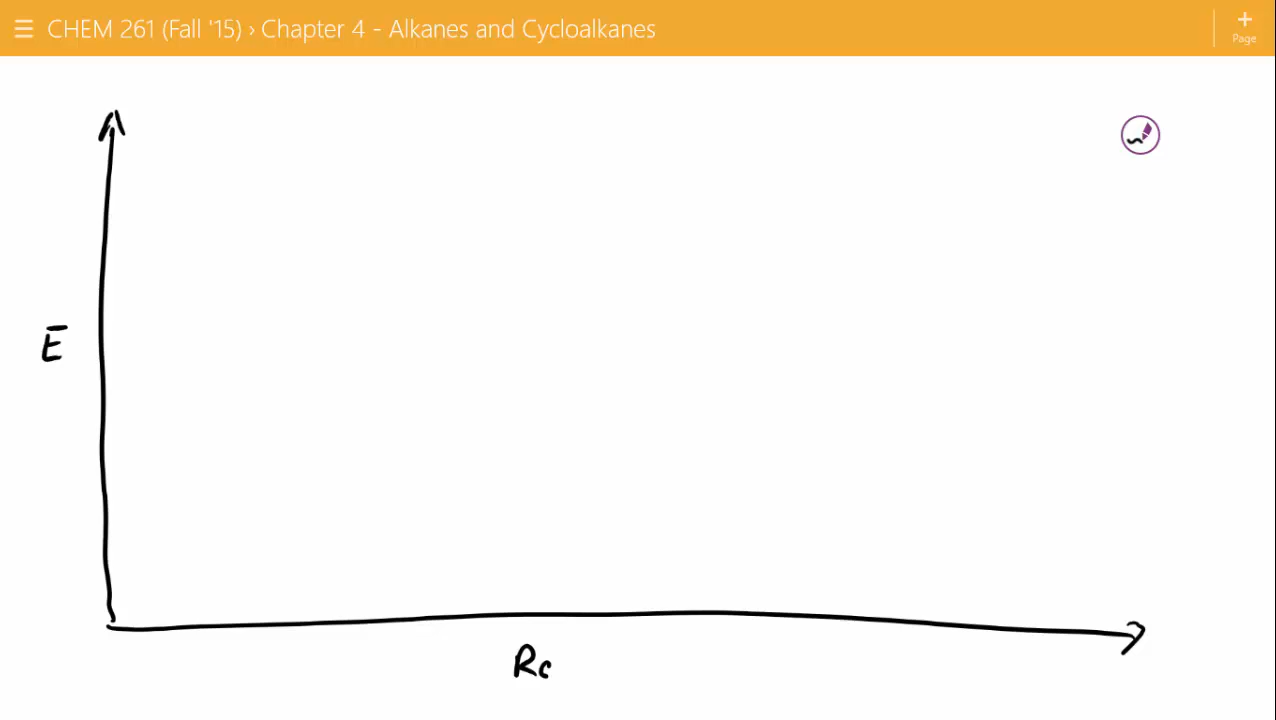 CHEM 261 (Fall '15) › Chapter 4 - Alkanes and Cycloalkanes
Page
E
Rc